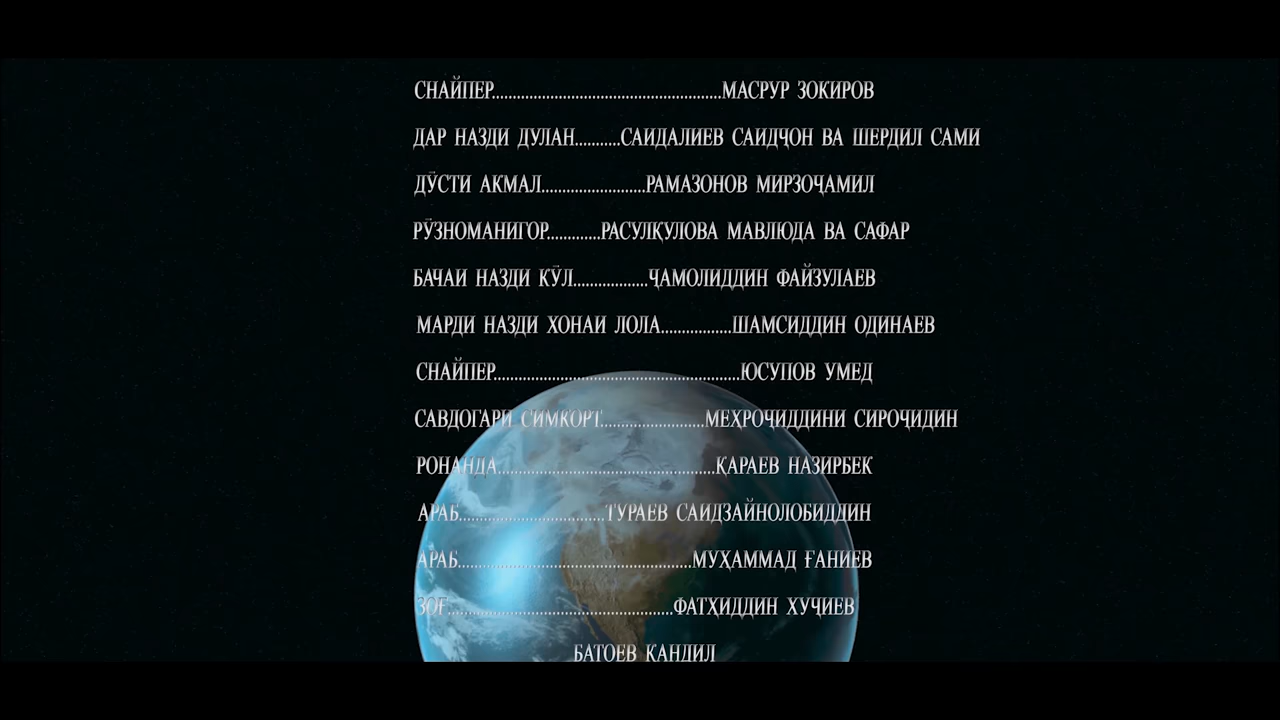 СНАЙПЕР........................................................МАСРУР ЗОКИРОВ
ДАР НАЗДИ ДУЛАН...........САИДАЛИЕВ САИДҶОН ВА ШЕРДИЛ САМИ
ДӮСТИ АКМАЛ.........................РАМАЗОНОВ МИРЗОҶАМИЛ
РӮЗНОМАНИГОР.............РАСУЛҚУЛОВА МАВЛЮДА ВА САФАР
БАЧАИ НАЗДИ КӮЛ..................ҶАМОЛИДДИН ФАЙЗУЛАЕВ
МАРДИ НАЗДИ ХОНАИ ЛОЛА.................ШАМСИДДИН ОДИНАЕВ
СНАЙПЕР...........................................................ЮСУПОВ УМЕД
САВДОГАРИ СИМКОРТ.........................МЕҲРОҶИДДИНИ СИРОҶИДИН
РОНАНДА.....................................................ҚАРАЕВ НАЗИРБЕК
АРАБ...................................ТУРАЕВ САИДЗАЙНОЛОБИДДИН
АРАБ.........................................................МУҲАММАД ҒАНИЕВ
ЗОҒ......................................................ФАТҲИДДИН ХУҶИЕВ
БАТОЕВ ҚАНДИЛ